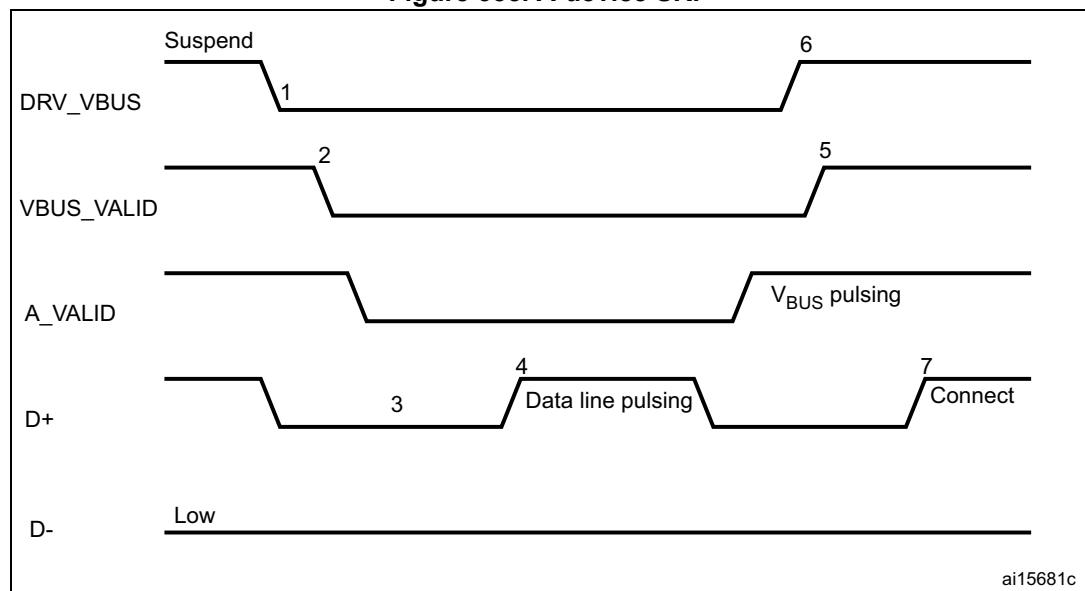 Suspend
6
DRV_VBUS
1
2
5
VBUS_VALID
A_VALID
VBUS pulsing
4
7
D+
3
Data line pulsing
Connect
D-
Low
ai15681c